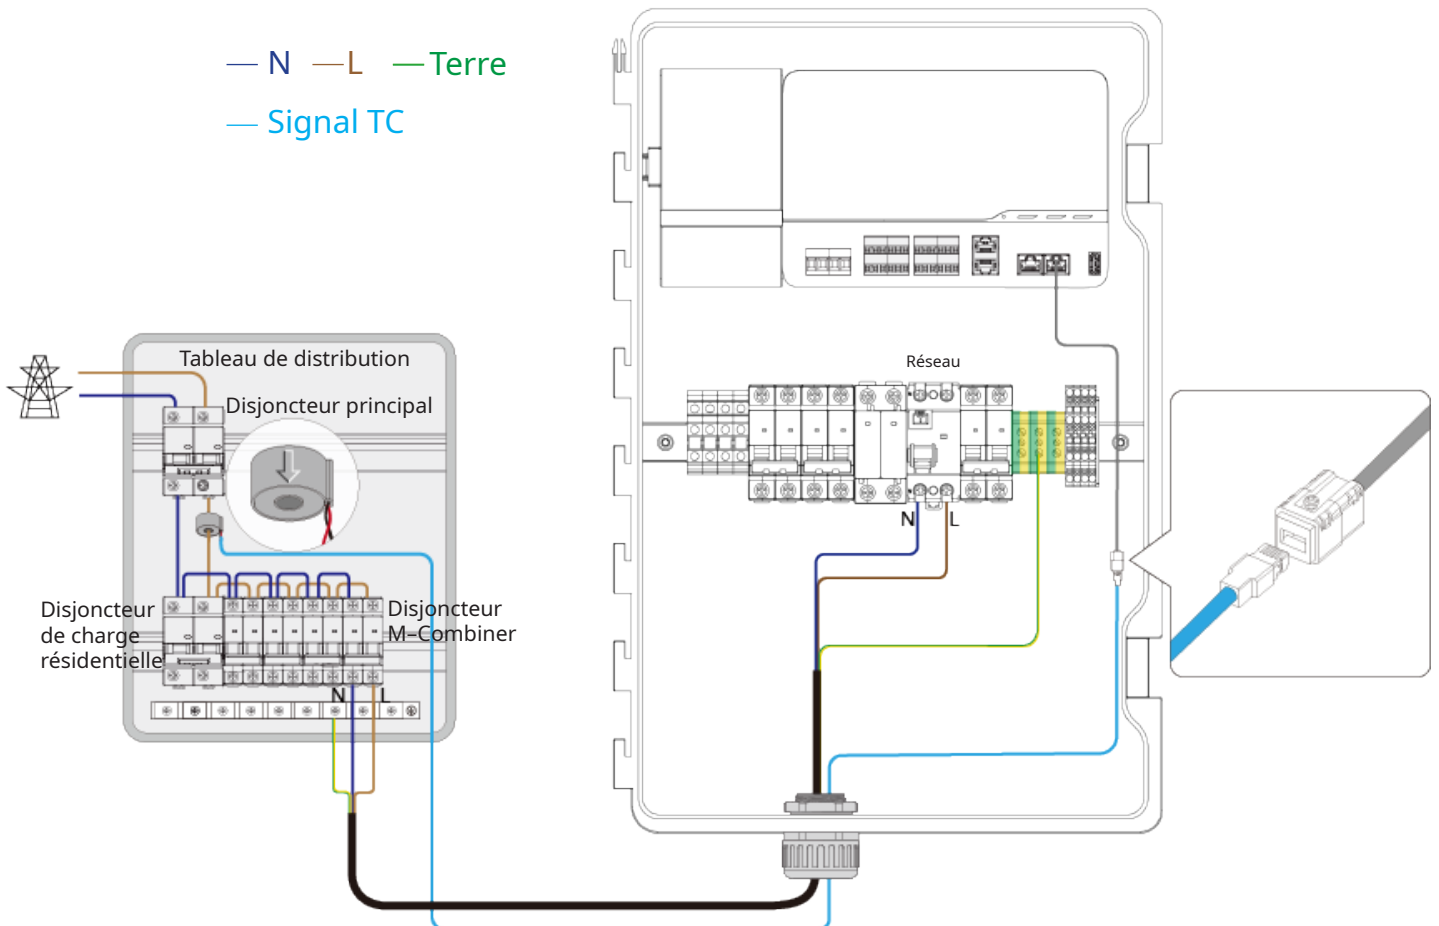 N L Terre
Signal TC
Tableau de distribution
Disjoncteur principal
Réseau
N L
Disjoncteur
de charge
résidentielle
Disjoncteur
M–Combiner
N L